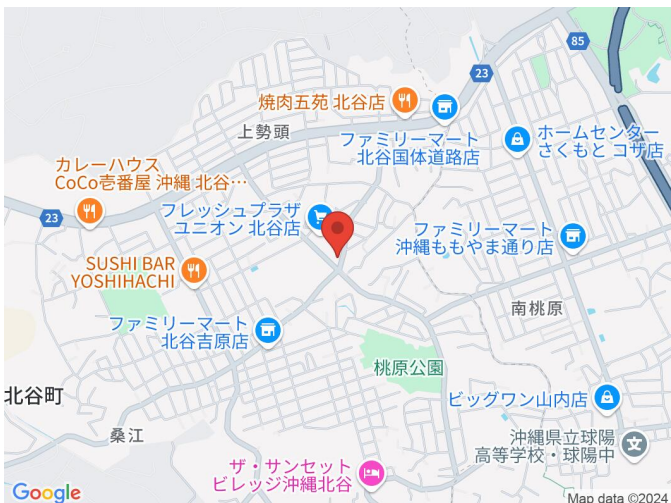 85
23
焼肉五苑 北谷店
上勢頭
ファミリーマート
北谷国体道路店
ホームセンター
さくもと コザ店
カレーハウス
CoCo壱番屋 沖縄 北谷…
23
フレッシュプラザ
ユニオン 北谷店
ファミリーマート
沖縄ももやま通り店
SUSHI BAR
YOSHIHACHI
南桃原
ファミリーマート
北谷吉原店
桃原公園
北谷町
ビッグワン山内店
桑江
沖縄県立球陽
高等学校・球陽中
ザ・サンセット
ビレッジ沖縄北谷
Google
Map data ©2024